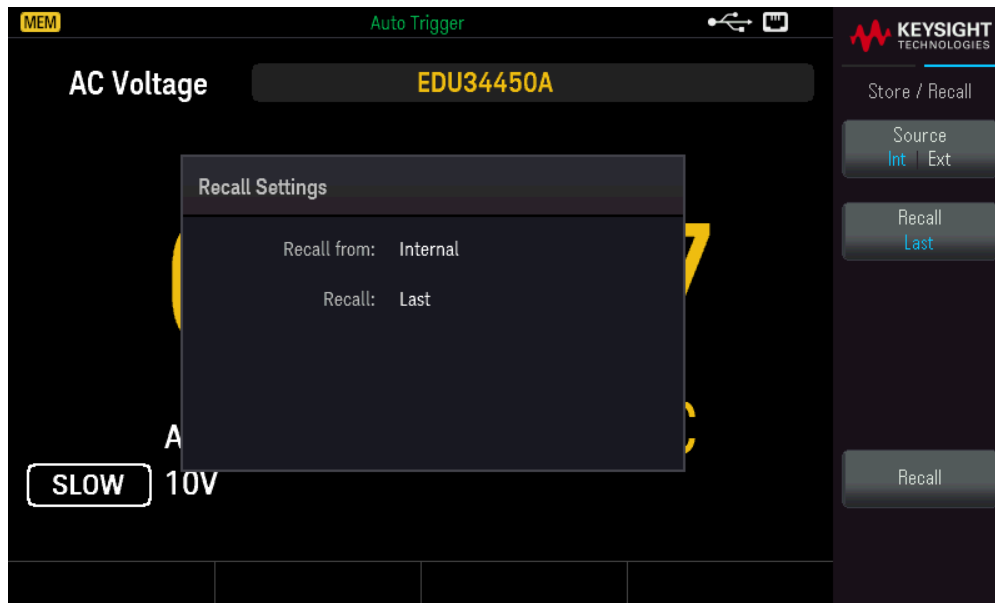 MEM
Auto Trigger
KEYSIGHT
TECHNOLOGIES
AC Voltage
EDU34450A
Store / Recall
Source
Int | Ext
Recall Settings
Recall
Last
Recall from: Internal
Recall: Last
SLOW
10V
Recall